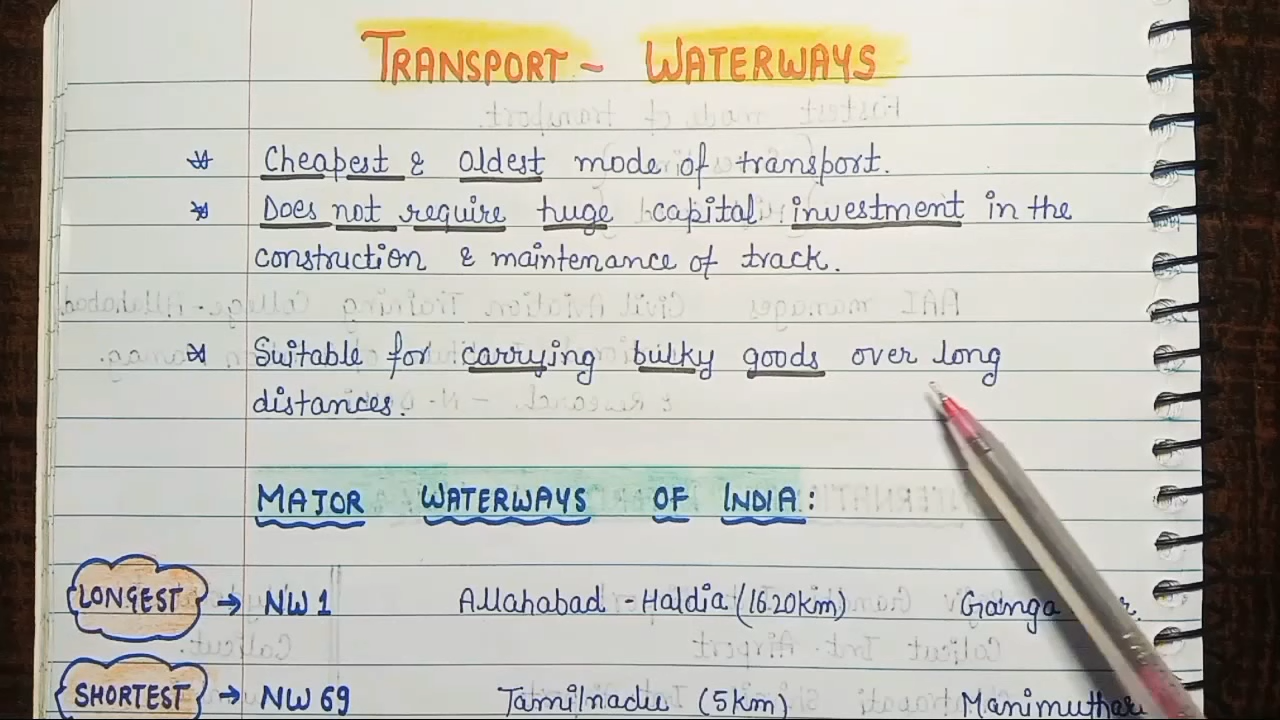 TRANSPORT - WATERWAYS
Cheapest & Oldest mode of transport.
Does not require huge capital investment in the
construction & maintenance of track.
Suitable for carrying bulky goods over long
distances.
MAJOR WATERWAYS OF INDIA:
LONGEST → NW 1 Allahabad - Haldia (1620km) Ganga
SHORTEST → NW 69 Tamilnadu (5km) Manimuthar